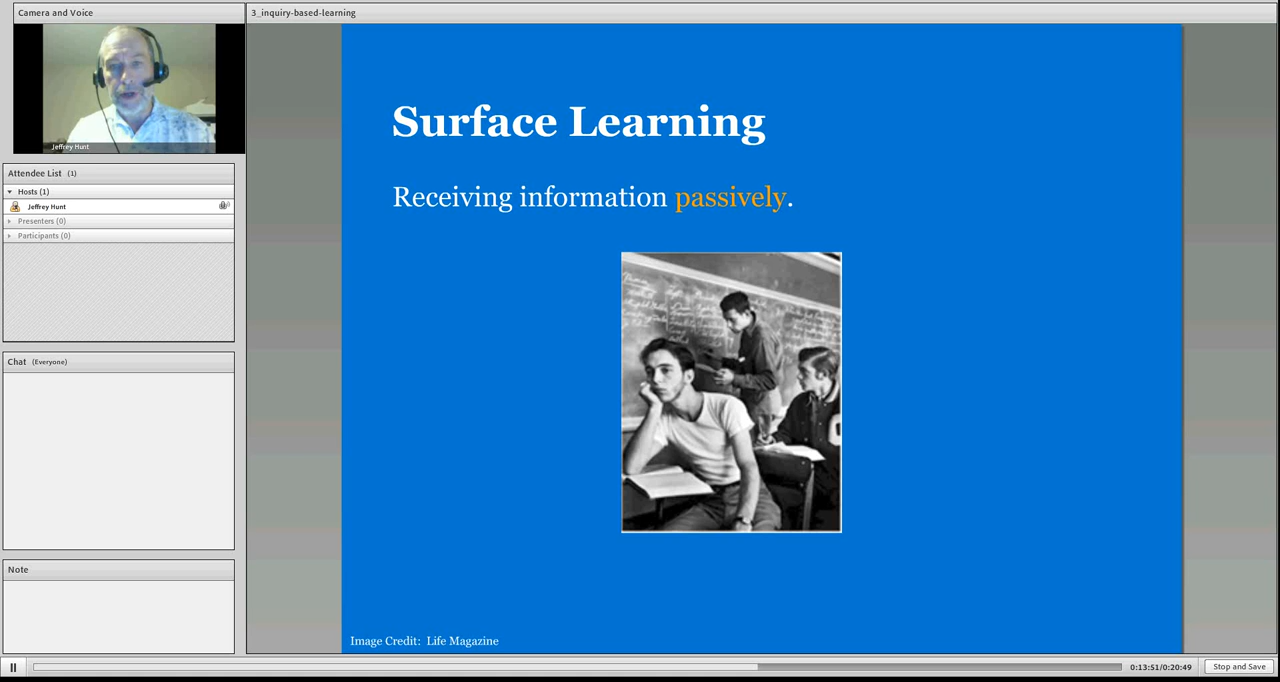 Camera and Voice
Jeffrey Hunt
Attendee List (1)
Hosts (1)
Jeffrey Hunt
Presenters (0)
Participants (0)
Chat (Everyone)
Note
3_inquiry-based-learning
Surface Learning
Receiving information passively.
Image Credit: Life Magazine
0:13:51/0:20:49
Stop and Save